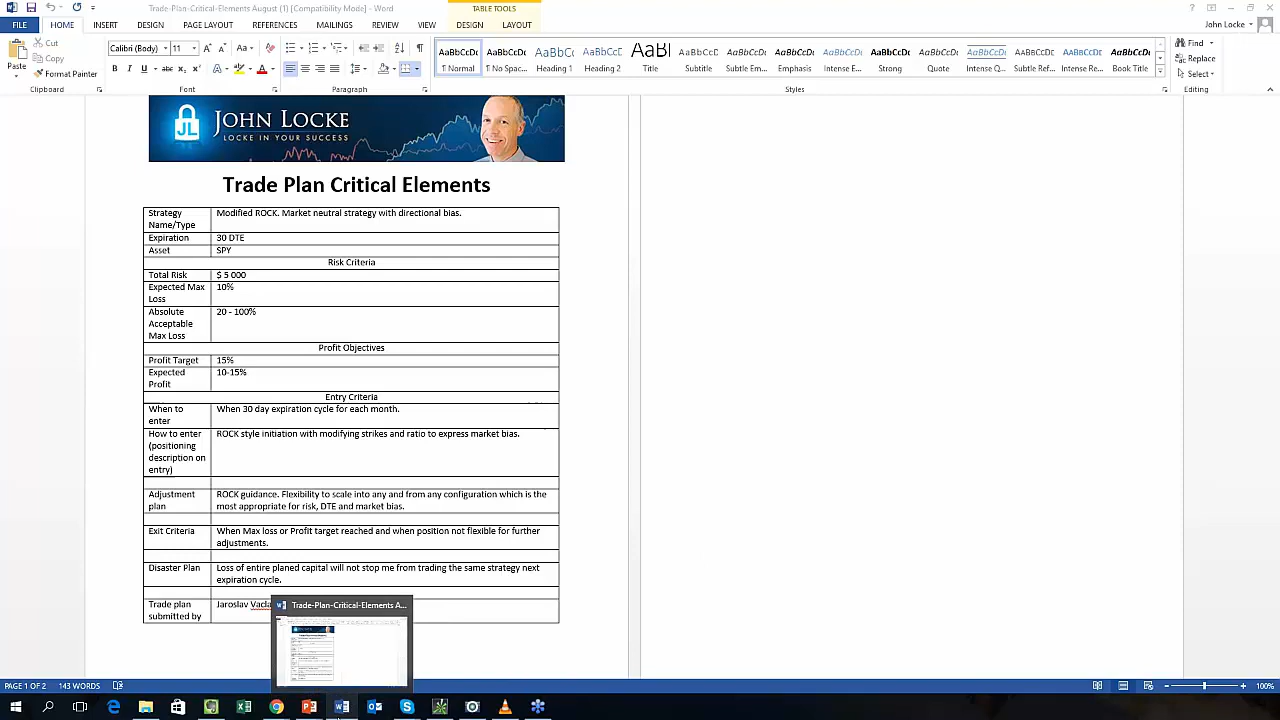 Trade-Plan-Critical-Elements August (1) [Compatibility Mode] - Word
TABLE TOOLS
FILE HOME INSERT DESIGN PAGE LAYOUT REFERENCES MAILINGS REVIEW VIEW DESIGN LAYOUT John Locke
Paste
Cut
Copy
Format Painter
Clipboard
Calibri (Body) 11
Font
Paragraph
AaBbCcDc AaBbCcDc AaBbCc AaBbCcC AaBl AaBbCcC AaBbCcDc AaBbCcDc AaBbCcDc AaBbCcDc AaBbCcDc AaBbCcDc AaBbCcDc AaBbCcDc AaBbCcDc
¶ Normal ¶ No Spac... Heading 1 Heading 2 Title Subtitle Subtle Em... Emphasis Intense E... Strong Quote Intense Q... Subtle Ref... Intense Re... Book Title
Styles
Find
Replace
Select
Editing
JL
JOHN LOCKE
LOCKE IN YOUR SUCCESS
Trade Plan Critical Elements
Strategy Name/Type
Modified ROCK. Market neutral strategy with directional bias.
Expiration
30 DTE
Asset
SPY
Risk Criteria
Total Risk
$ 5 000
Expected Max Loss
10%
Absolute Acceptable Max Loss
20 - 100%
Profit Objectives
Profit Target
15%
Expected Profit
10-15%
Entry Criteria
When to enter
When 30 day expiration cycle for each month.
How to enter (positioning description on entry)
ROCK style initiation with modifying strikes and ratio to express market bias.
Adjustment plan
ROCK guidance. Flexibility to scale into any and from any configuration which is the
most appropriate for risk, DTE and market bias.
Exit Criteria
When Max loss or Profit target reached and when position not flexible for further
adjustments.
Disaster Plan
Loss of entire planed capital will not stop me from trading the same strategy next
expiration cycle.
Trade plan submitted by
Jaroslav
Trade-Plan-Critical-Elements A...
PAGE 1 OF 2 143 WORDS 100%